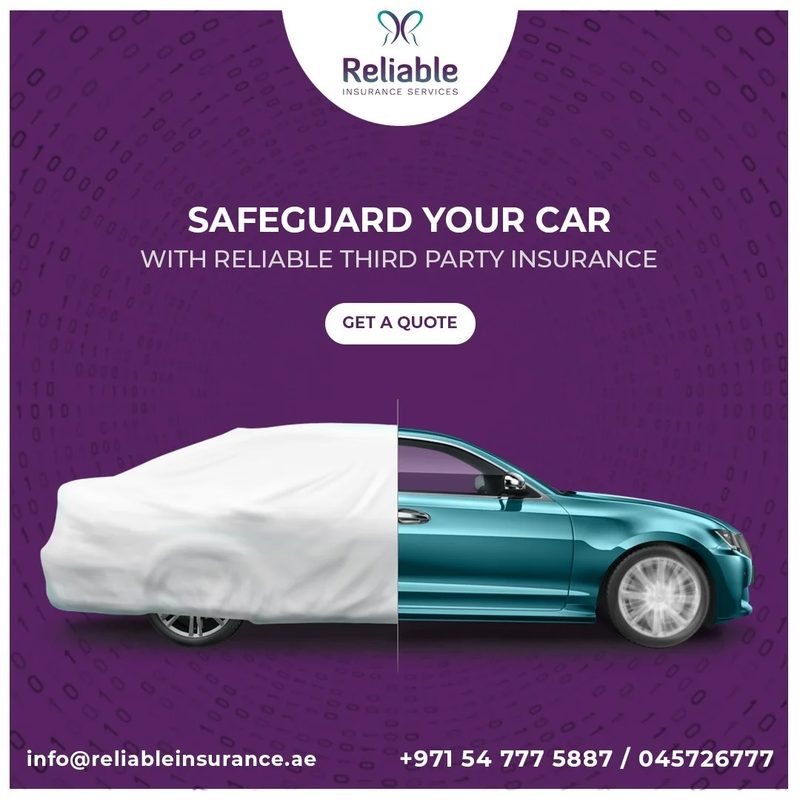 Reliable
INSURANCE SERVICES
SAFEGUARD YOUR CAR
WITH RELIABLE THIRD PARTY INSURANCE
GET A QUOTE
info@reliableinsurance.ae
+971 54 777 5887 / 045726777